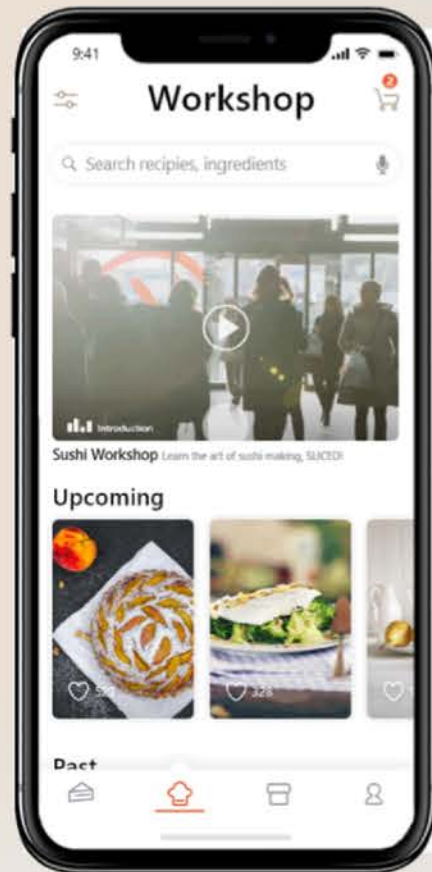 9:41
Workshop
2
Search recipies, ingredients
Introduction
Sushi Workshop Learn the art of sushi making, SLICED!
Upcoming
328
Past